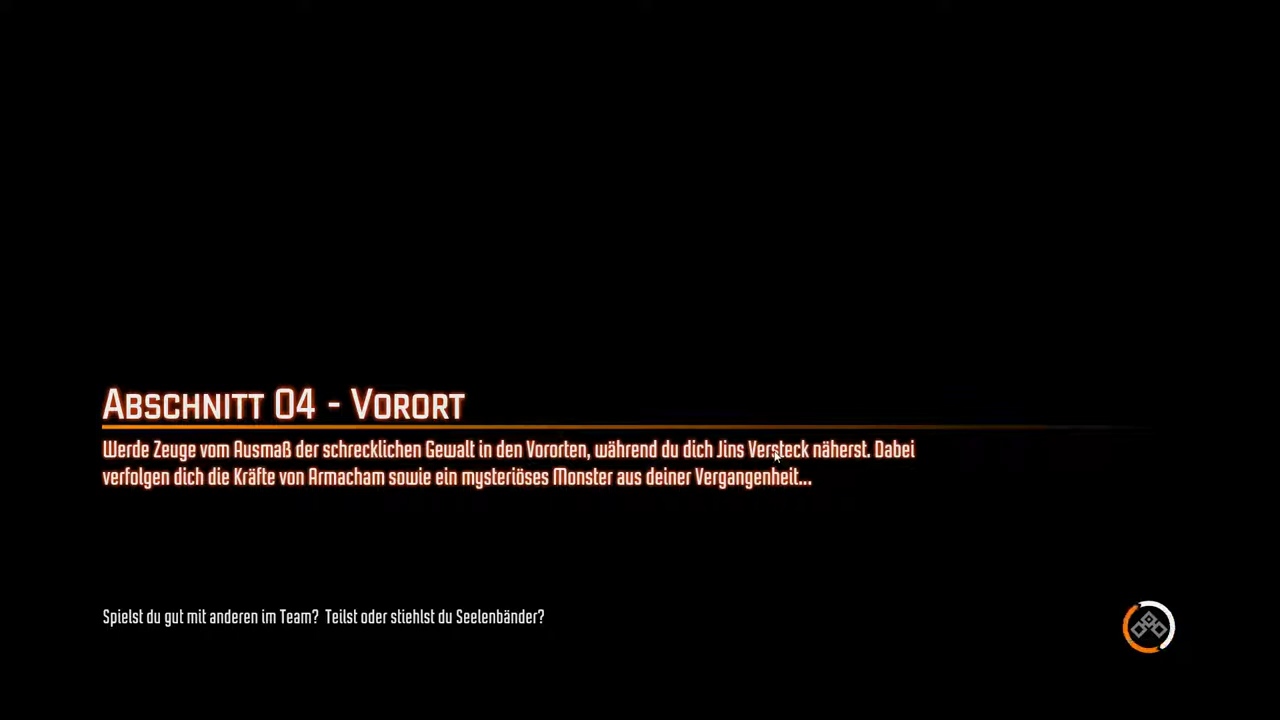 Abschnitt 04 - Vorort
Werde Zeuge vom Ausmaß der schrecklichen Gewalt in den Vororten, während du dich Jins Versteck näherst. Dabei
verfolgen dich die Kräfte von Armacham sowie ein mysteriöses Monster aus deiner Vergangenheit...
Spielst du gut mit anderen im Team? Teilst oder stiehlst du Seelenbänder?